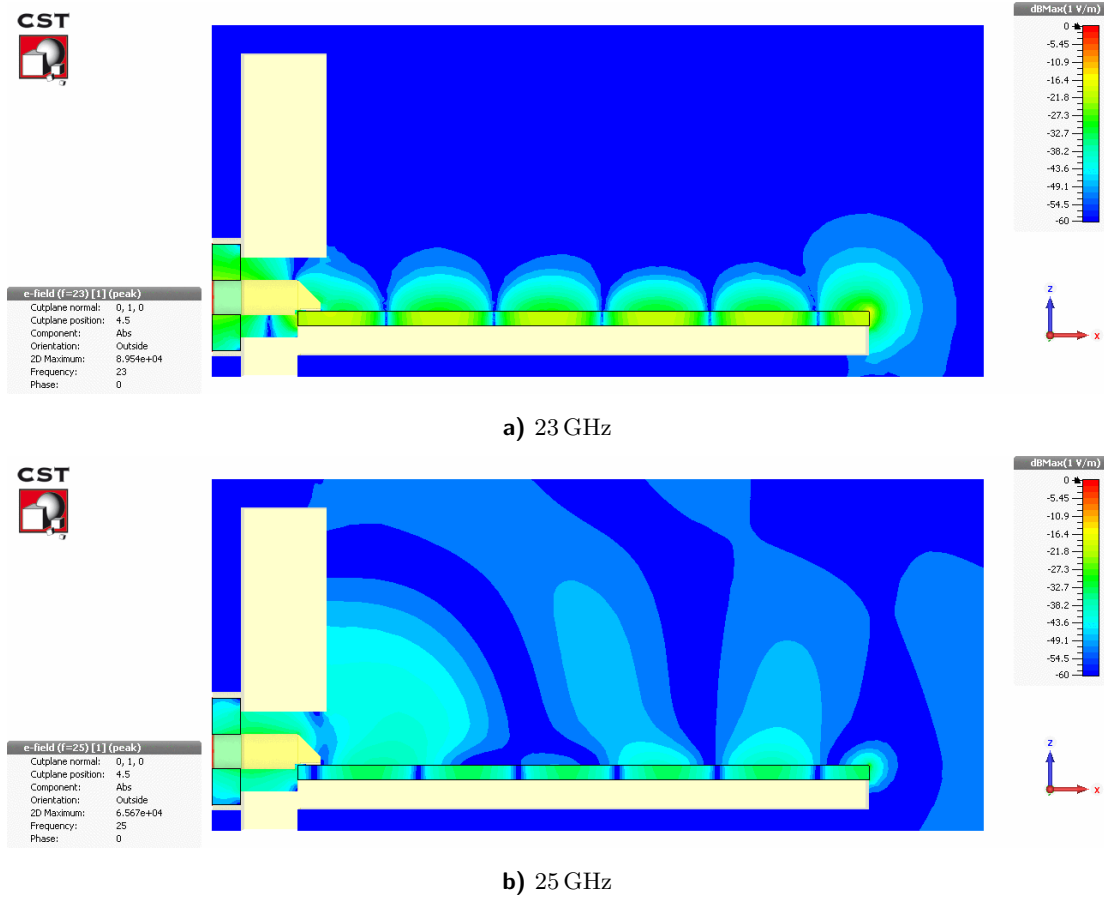 CST
dBMax(1 V/m)
0
-5.45
-10.9
-16.4
-21.8
-27.3
-32.7
-38.2
-43.6
-49.1
-54.5
-60
e-field (f=23) [1] (peak)
Cutplane normal: 0, 1, 0
Cutplane position: 4.5
Component: Abs
Orientation: Outside
2D Maximum: 8.954e+04
Frequency: 23
Phase: 0
z
x
a) 23 GHz
CST
dBMax(1 V/m)
0
-5.45
-10.9
-16.4
-21.8
-27.3
-32.7
-38.2
-43.6
-49.1
-54.5
-60
e-field (f=25) [1] (peak)
Cutplane normal: 0, 1, 0
Cutplane position: 4.5
Component: Abs
Orientation: Outside
2D Maximum: 6.567e+04
Frequency: 25
Phase: 0
z
x
b) 25 GHz